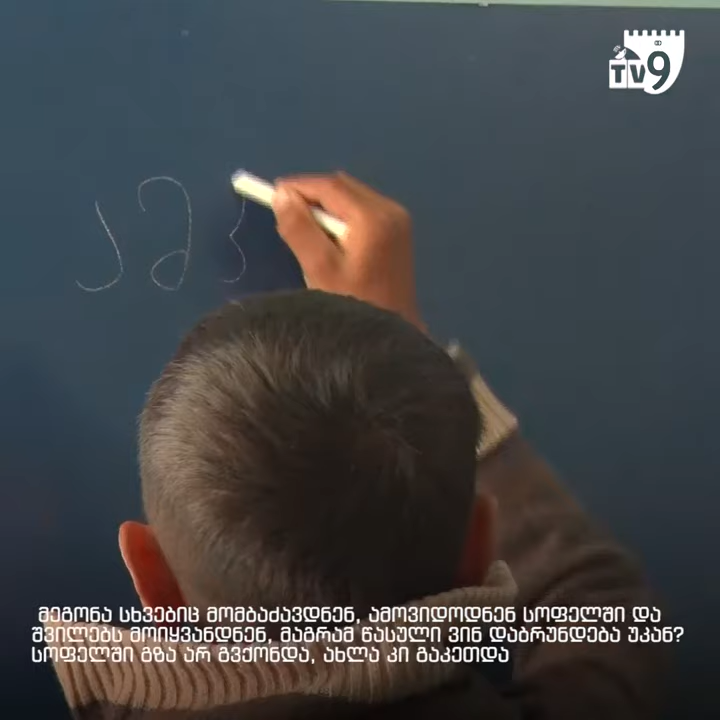 TV9
ა მ ვ
მეგონა სხვებიც მომბაძავდნენ, ამოვიდოდნენ სოფელში და
შვილებს მოიყვანდნენ, მაგრამ წასული ვინ დაბრუნდება უკან?
სოფელში გზა არ გვქონდა, ახლა კი გაკეთდა